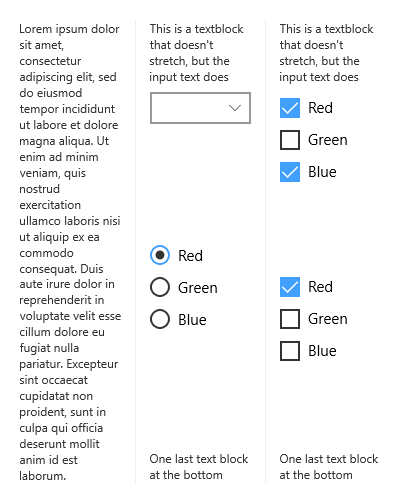 Lorem ipsum dolor
sit amet,
consectetur
adipiscing elit, sed
do eiusmod
tempor incididunt
ut labore et dolore
magna aliqua. Ut
enim ad minim
veniam, quis
nostrud
exercitation
ullamco laboris nisi
ut aliquip ex ea
commodo
consequat. Duis
aute irure dolor in
reprehenderit in
voluptate velit esse
cillum dolore eu
fugiat nulla
pariatur. Excepteur
sint occaecat
cupidatat non
proident, sunt in
culpa qui officia
deserunt mollit
anim id est
laborum.
This is a textblock
that doesn't
stretch, but the
input text does
Red
Green
Blue
One last text block
at the bottom
This is a textblock
that doesn't
stretch, but the
input text does
Red
Green
Blue
Red
Green
Blue
One last text block
at the bottom